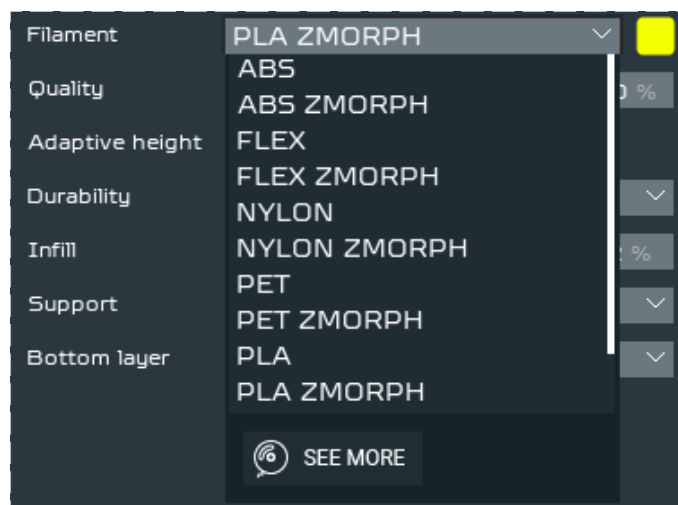 Filament PLA ZMORPH
ABS
Quality %
ABS ZMORPH
Adaptive height FLEX
FLEX ZMORPH
Durability
NYLON
Infill NYLON ZMORPH %
PET
Support
PET ZMORPH
Bottom layer PLA
PLA ZMORPH
SEE MORE